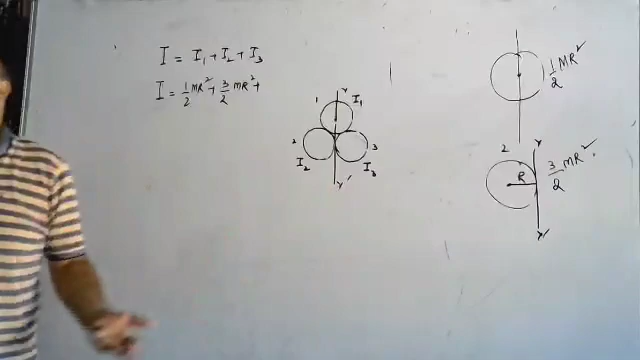 I = I₁ + I₂ + I₃
I = 1/2 MR² + 3/2 MR² +
Y
1 I₁
2 3
I₂ I₃
Y'
1/2 MR²
2 Y
R 3/2 MR²
Y'